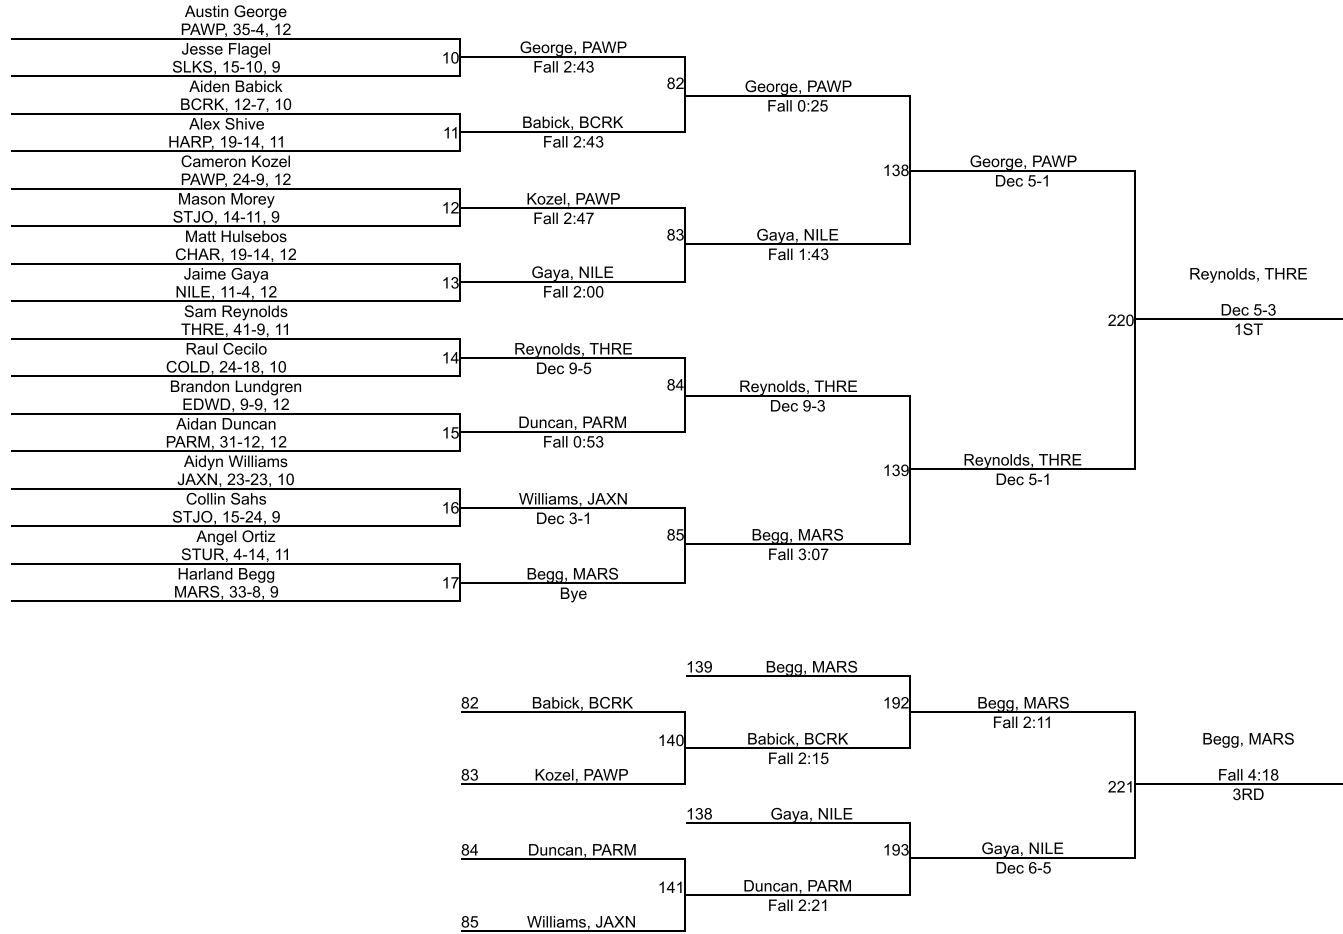 Austin George
PAWP, 35-4, 12
Jesse Flagel
SLKS, 15-10, 9
Aiden Babick
BCRK, 12-7, 10
Alex Shive
HARP, 19-14, 11
Cameron Kozel
PAWP, 24-9, 12
Mason Morey
STJO, 14-11, 9
Matt Hulsebos
CHAR, 19-14, 12
Jaime Gaya
NILE, 11-4, 12
Sam Reynolds
THRE, 41-9, 11
Raul Cecilo
COLD, 24-18, 10
Brandon Lundgren
EDWD, 9-9, 12
Aidan Duncan
PARM, 31-12, 12
Aidyn Williams
JAXN, 23-23, 10
Collin Sahs
STJO, 15-24, 9
Angel Ortiz
STUR, 4-14, 11
Harland Begg
MARS, 33-8, 9
10
George, PAWP
Fall 2:43
11
Babick, BCRK
Fall 2:43
12
Kozel, PAWP
Fall 2:47
13
Gaya, NILE
Fall 2:00
14
Reynolds, THRE
Dec 9-5
15
Duncan, PARM
Fall 0:53
16
Williams, JAXN
Dec 3-1
17
Begg, MARS
Bye
82
George, PAWP
Fall 0:25
83
Gaya, NILE
Fall 1:43
84
Reynolds, THRE
Dec 9-3
85
Begg, MARS
Fall 3:07
138
George, PAWP
Dec 5-1
139
Reynolds, THRE
Dec 5-1
220
Reynolds, THRE
Dec 5-3
1ST
82
Babick, BCRK
83
Kozel, PAWP
84
Duncan, PARM
85
Williams, JAXN
139
Begg, MARS
140
Babick, BCRK
Fall 2:15
138
Gaya, NILE
141
Duncan, PARM
Fall 2:21
192
Begg, MARS
Fall 2:11
193
Gaya, NILE
Dec 6-5
221
Begg, MARS
Fall 4:18
3RD